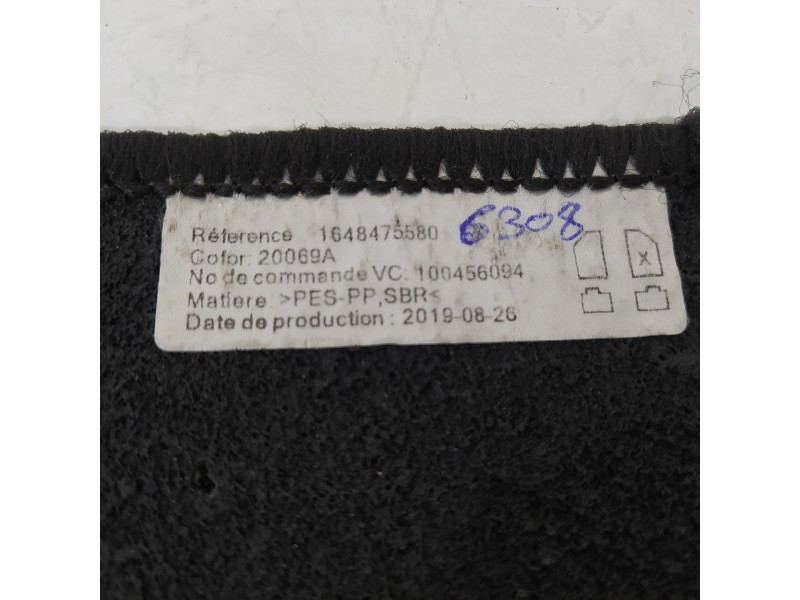 Réference 1648475580 6308
Color: 20069A
No de commande VC: 100456094
Matiere: >PES-PP,SBR<
Date de production : 2019-08-26
x